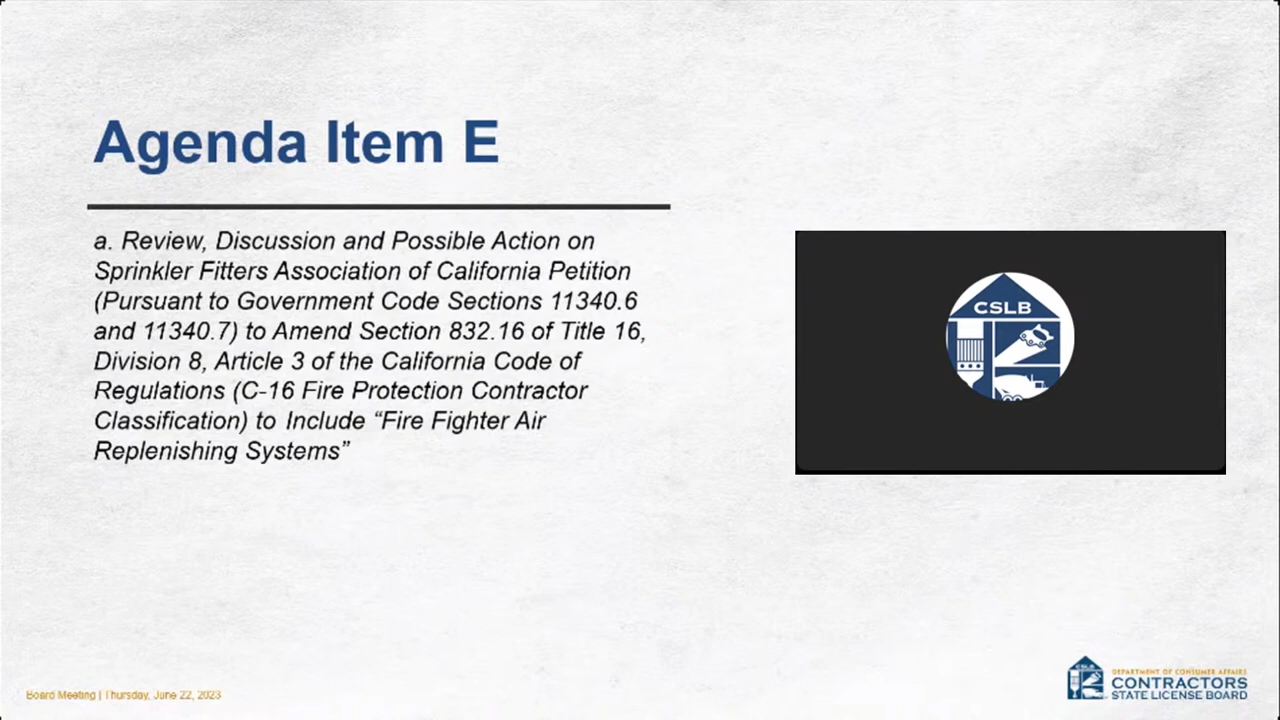 Agenda Item E
a. Review, Discussion and Possible Action on
Sprinkler Fitters Association of California Petition
(Pursuant to Government Code Sections 11340.6
and 11340.7) to Amend Section 832.16 of Title 16,
Division 8, Article 3 of the California Code of
Regulations (C-16 Fire Protection Contractor
Classification) to Include “Fire Fighter Air
Replenishing Systems”
CSLB
Board Meeting | Thursday, June 22, 2023
CSLB
DEPARTMENT OF CONSUMER AFFAIRS
CONTRACTORS
STATE LICENSE BOARD